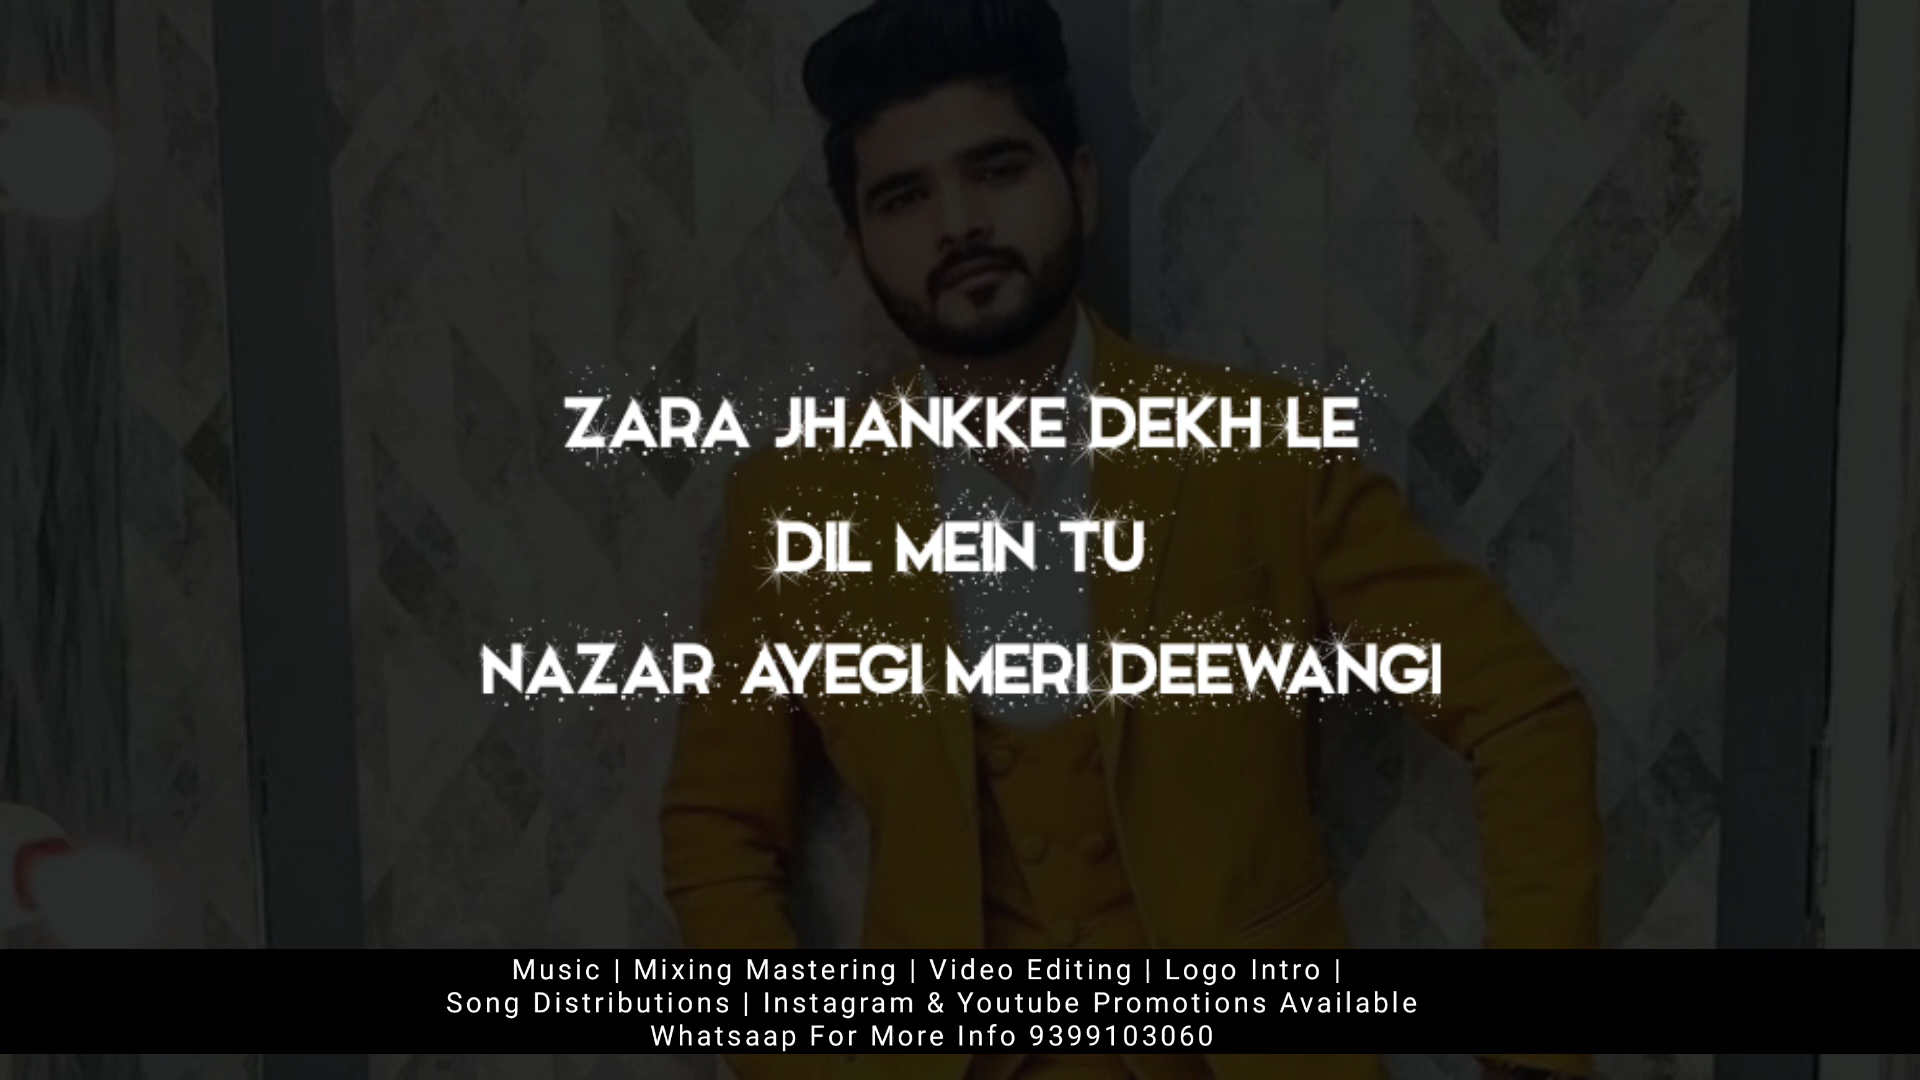 ZARA JHANKKE DEKH LE
DIL MEIN TU
NAZAR AYEGI MERI DEEWANGI
Music | Mixing Mastering | Video Editing | Logo Intro |
Song Distributions | Instagram & Youtube Promotions Available
Whatsaap For More Info 9399103060